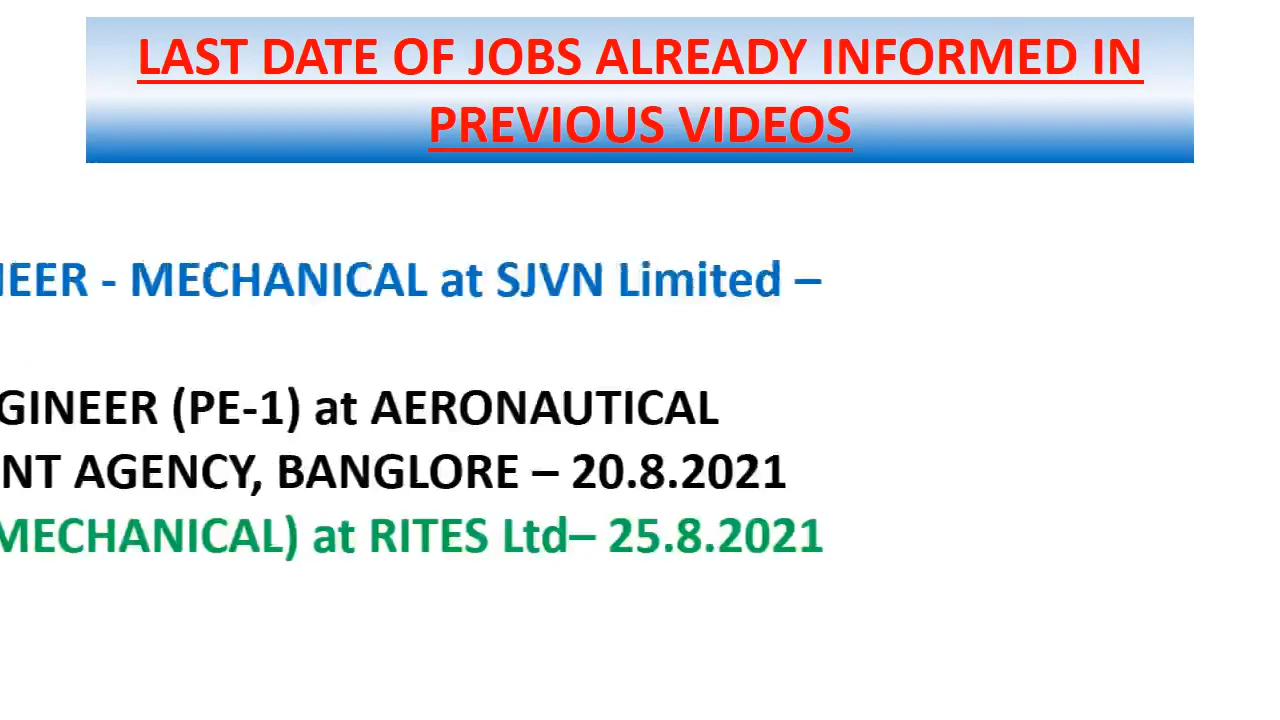 LAST DATE OF JOBS ALREADY INFORMED IN
PREVIOUS VIDEOS
NEER - MECHANICAL at SJVN Limited –
GINEER (PE-1) at AERONAUTICAL
NT AGENCY, BANGLORE – 20.8.2021
MECHANICAL) at RITES Ltd– 25.8.2021